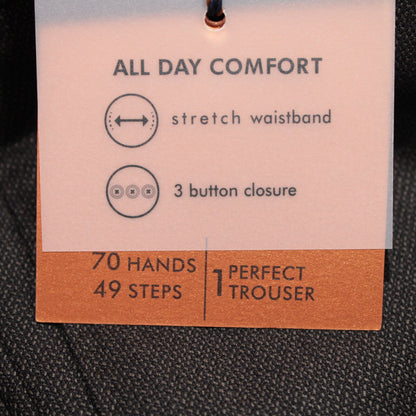 ALL DAY COMFORT
stretch waistband
3 button closure
70 HANDS
49 STEPS
1 PERFECT
TROUSER